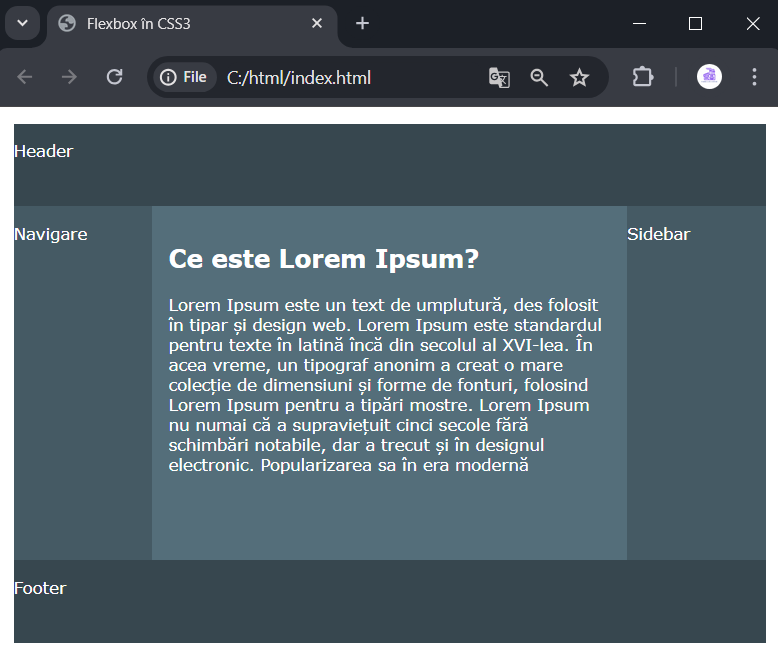 Flexbox în CSS3
File
C:/html/index.html
Header
Navigare
Ce este Lorem Ipsum?
Sidebar
Lorem Ipsum este un text de umplutură, des folosit
în tipar și design web. Lorem Ipsum este standardul
pentru texte în latină încă din secolul al XVI-lea. În
acea vreme, un tipograf anonim a creat o mare
colecție de dimensiuni și forme de fonturi, folosind
Lorem Ipsum pentru a tipări mostre. Lorem Ipsum
nu numai că a supraviețuit cinci secole fără
schimbări notabile, dar a trecut și în designul
electronic. Popularizarea sa în era modernă
Footer